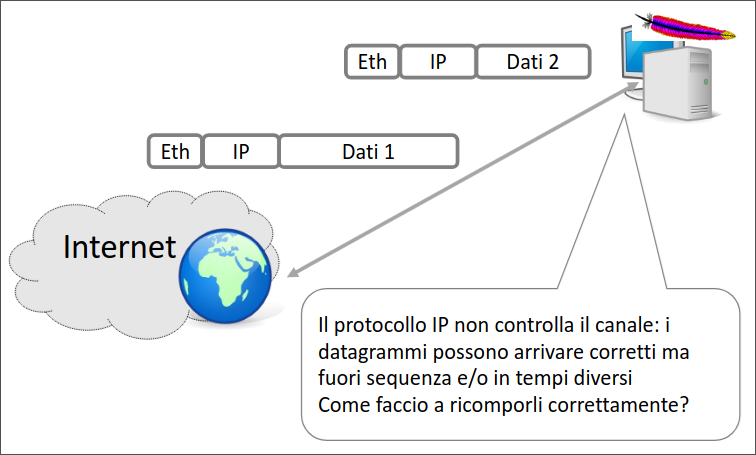 Eth IP Dati 2
Eth IP Dati 1
Internet
Il protocollo IP non controlla il canale: i
datagrammi possono arrivare corretti ma
fuori sequenza e/o in tempi diversi
Come faccio a ricomporli correttamente?